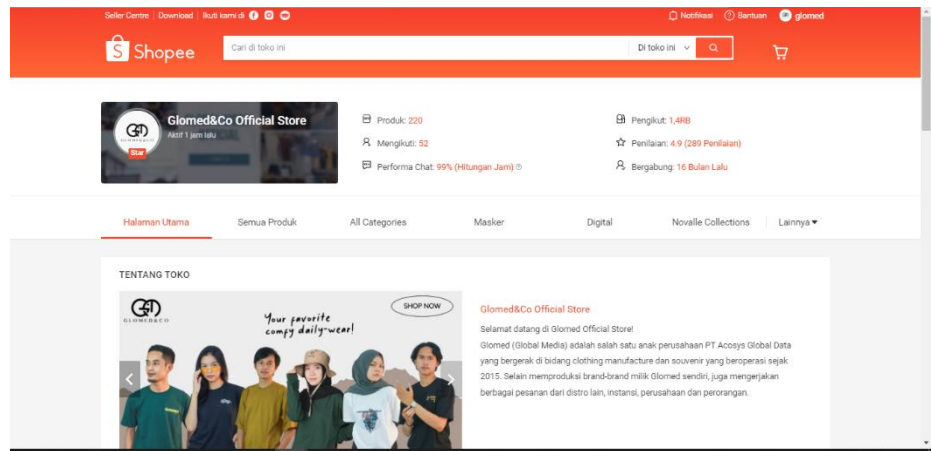 Seller Centre | Download | Ikuti kami di
Notifikasi Bantuan glomed
Shopee
Cari di toko ini
Di toko ini
Glomed&Co Official Store
Aktif 1 jam lalu
GLOMED&CO
Star
Produk: 220
Mengikuti: 52
Performa Chat: 99% (Hitungan Jam)
Pengikut: 1,4RB
Penilaian: 4.9 (289 Penilaian)
Bergabung: 16 Bulan Lalu
Halaman Utama Semua Produk All Categories Masker Digital Novalle Collections Lainnya
TENTANG TOKO
GLOMED&CO
Your favorite
comfy daily-wear!
SHOP NOW
Glomed&Co Official Store
Selamat datang di Glomed Official Store!
Glomed (Global Media) adalah salah satu anak perusahaan PT Acosys Global Data
yang bergerak di bidang clothing manufacture dan souvenir yang beroperasi sejak
2015. Selain memproduksi brand-brand milik Glomed sendiri, juga mengerjakan
berbagai pesanan dari distro lain, instansi, perusahaan dan perorangan.